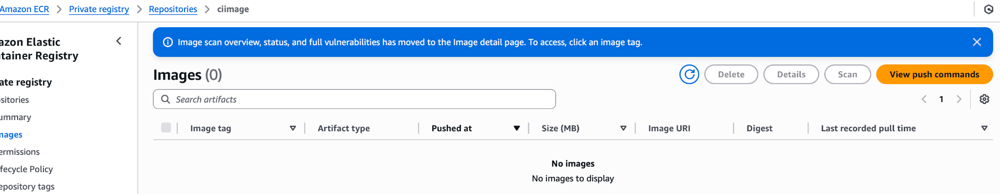 Amazon ECR > Private registry > Repositories > ciimage
azon Elastic
tainer Registry
ate registry
sitories
ummary
mages
ermissions
fecycle Policy
epository tags
Image scan overview, status, and full vulnerabilities has moved to the Image detail page. To access, click an image tag.
Images (0)
Delete
Details
Scan
View push commands
Search artifacts
1
Image tag Artifact type Pushed at Size (MB) Image URI Digest Last recorded pull time
No images
No images to display